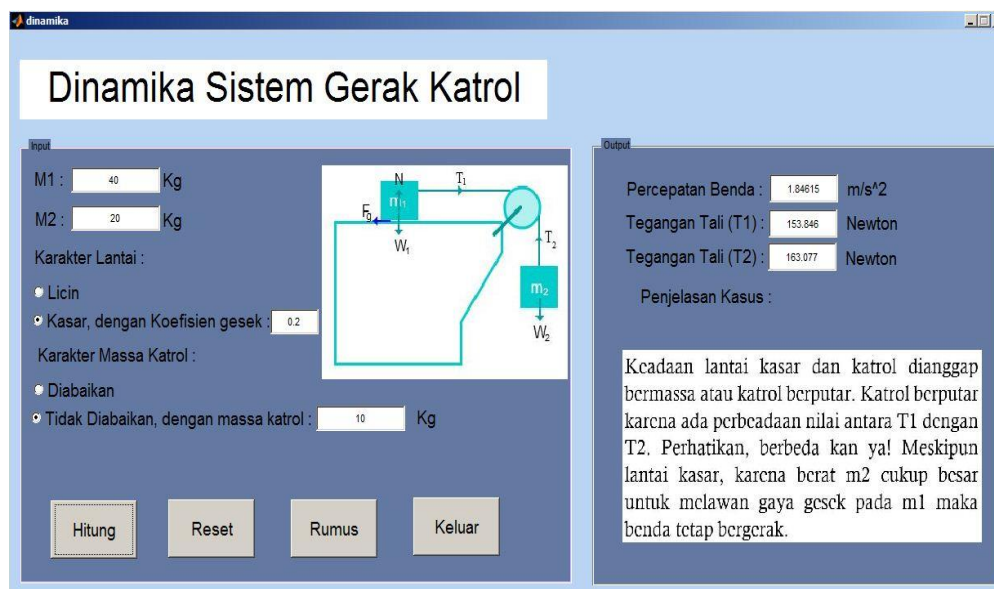 dinamika
Dinamika Sistem Gerak Katrol
Input
M1 : 40 Kg
M2 : 20 Kg
Karakter Lantai :
Licin
Kasar, dengan Koefisien gesek : 0.2
Karakter Massa Katrol :
Diabaikan
Tidak Diabaikan, dengan massa katrol : 10 Kg
N
T1
m1
Fg
W1
T2
m2
W2
Hitung Reset Rumus Keluar
Output
Percepatan Benda : 1.84615 m/s^2
Tegangan Tali (T1) : 153.846 Newton
Tegangan Tali (T2) : 163.077 Newton
Penjelasan Kasus :
Keadaan lantai kasar dan katrol dianggap
bermassa atau katrol berputar. Katrol berputar
karena ada perbeadaan nilai antara T1 dengan
T2. Perhatikan, berbeda kan ya! Meskipun
lantai kasar, karena berat m2 cukup besar
untuk melawan gaya gesek pada m1 maka
benda tetap bergerak.